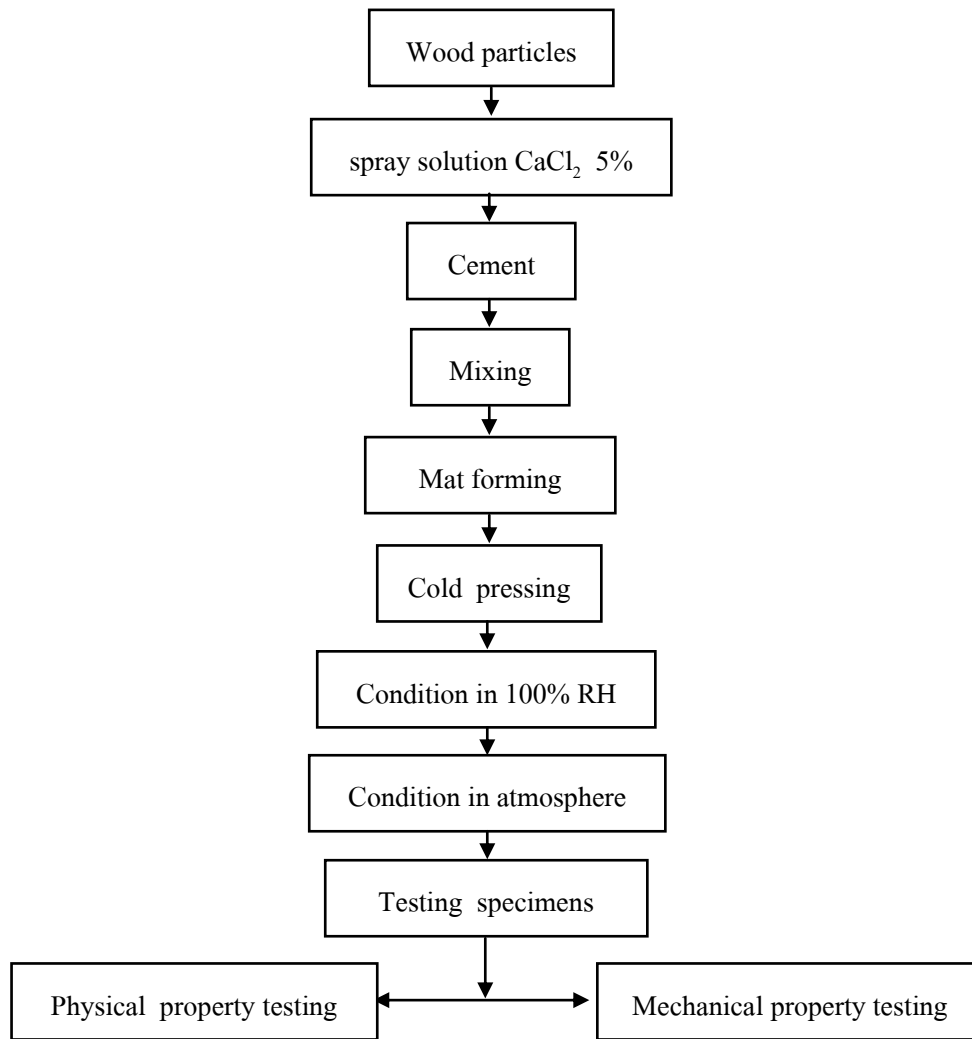 Wood particles
spray solution CaCl₂ 5%
Cement
Mixing
Mat forming
Cold pressing
Condition in 100% RH
Condition in atmosphere
Testing specimens
Physical property testing
Mechanical property testing